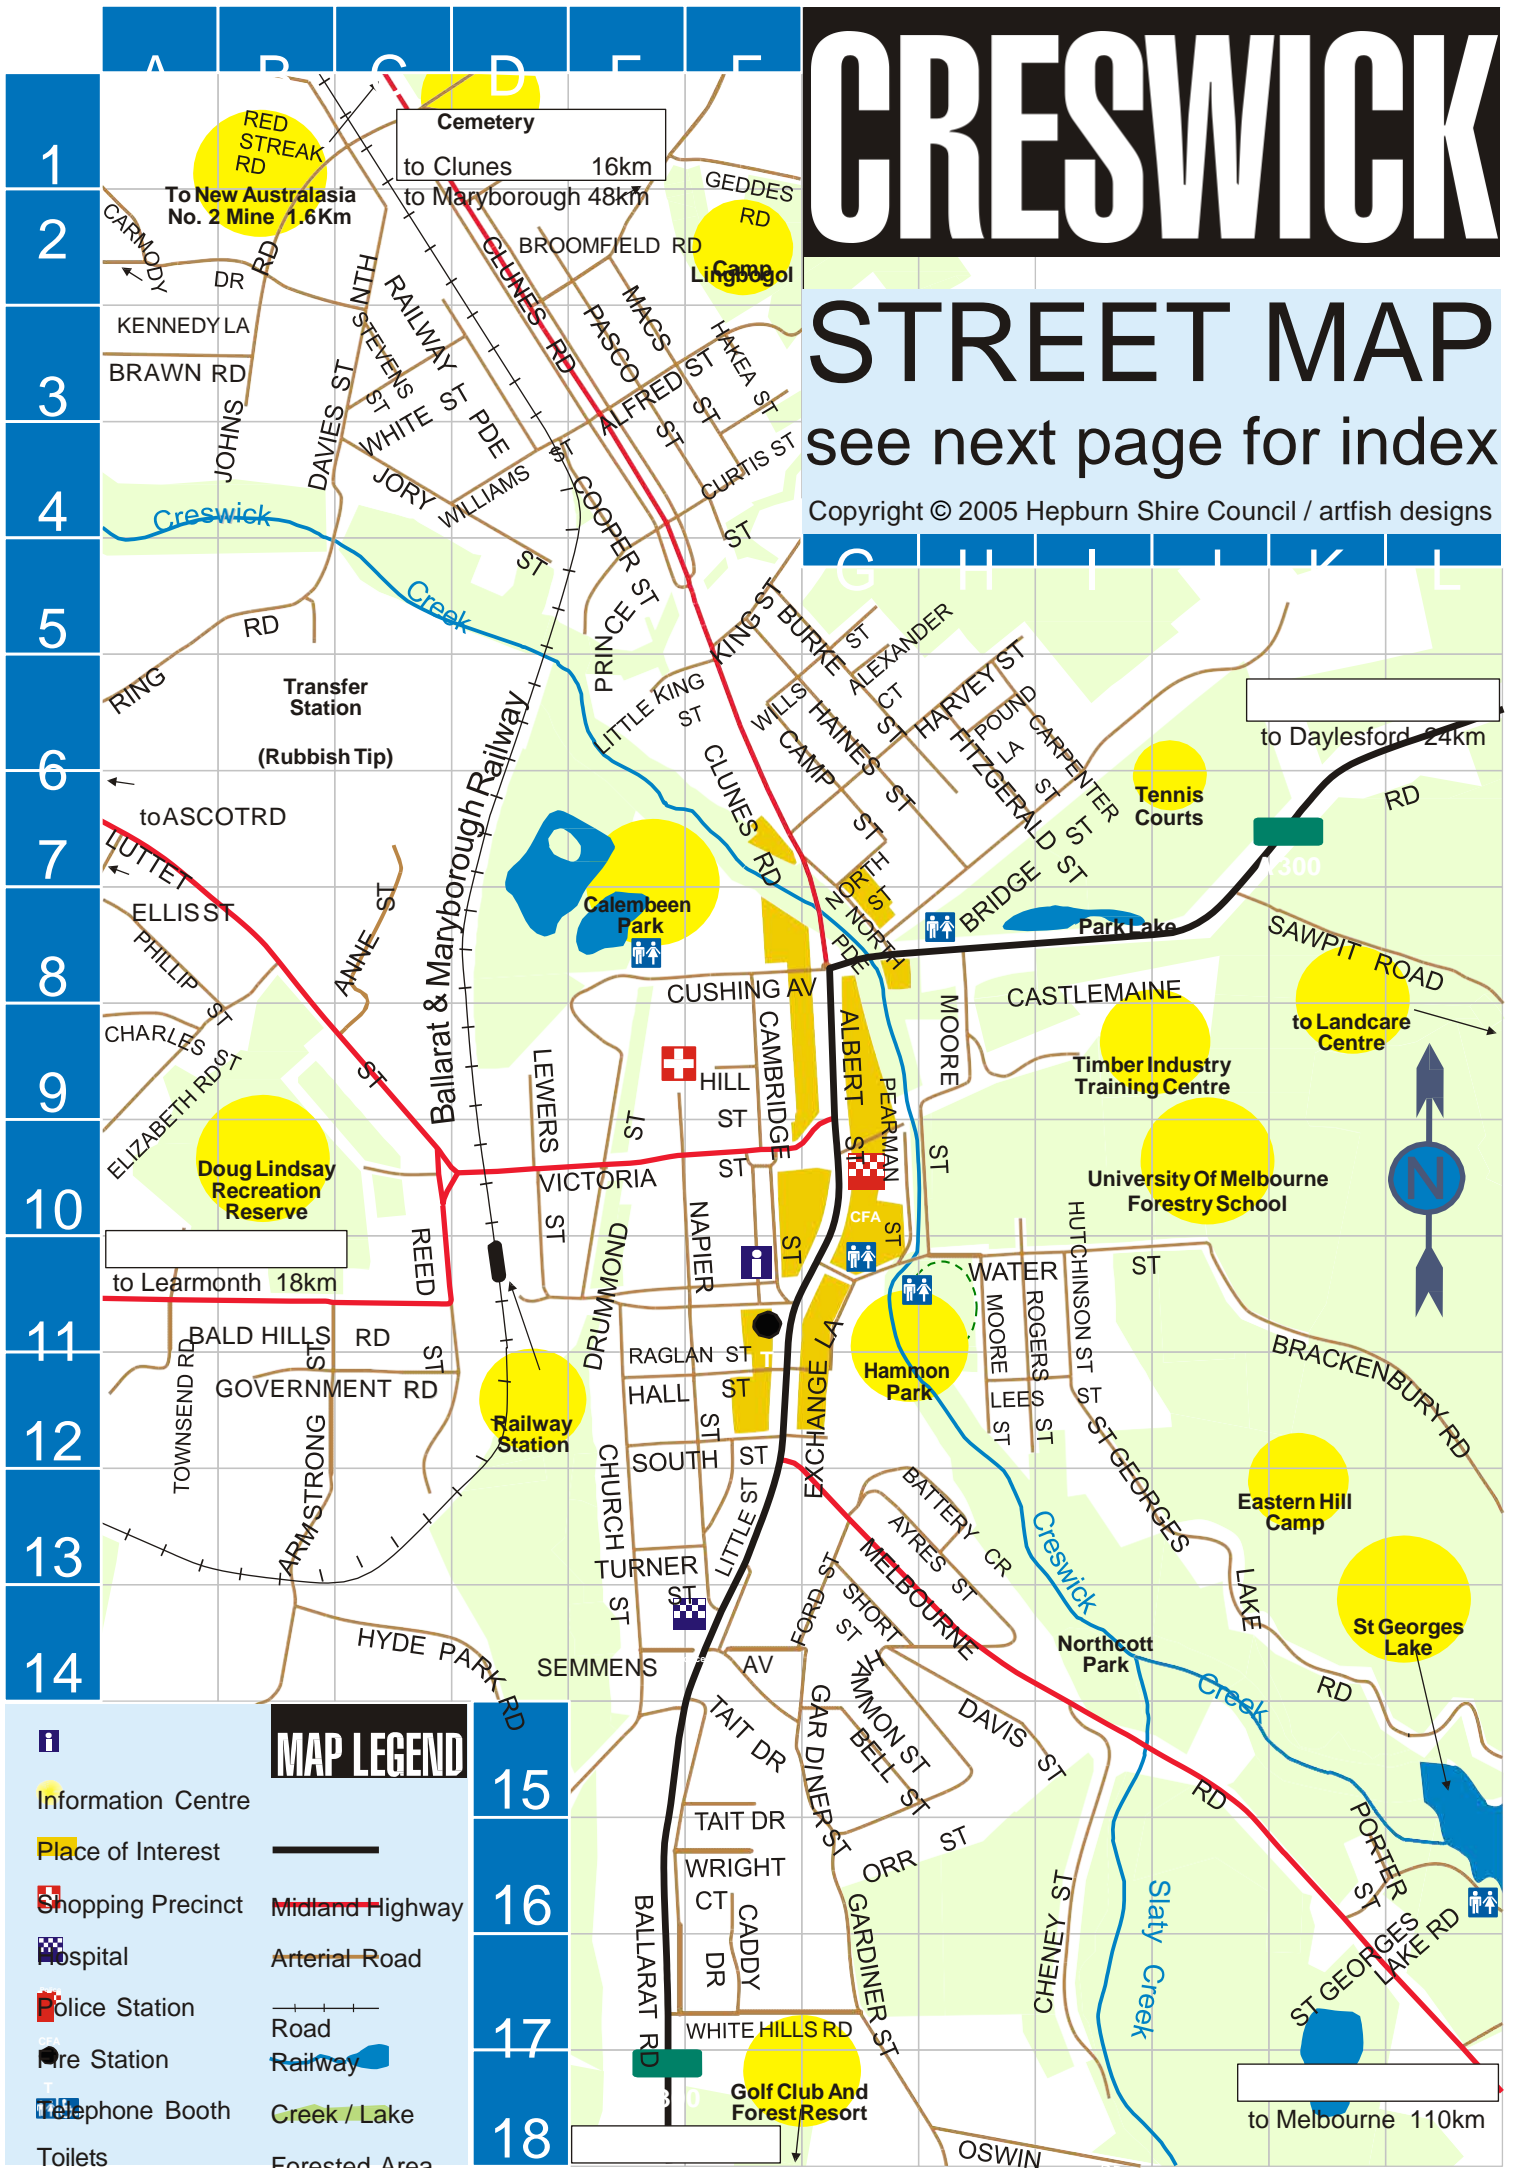 CRESWICK
STREET MAP
see next page for index
Copyright © 2005 Hepburn Shire Council / artfish designs
A B C D E F
G H I J K L
1
2
3
4
5
6
7
8
9
10
11
12
13
14
15
16
17
18
RED
STREAK
RD
To New Australasia
No. 2 Mine 1.6Km
Cemetery
to Clunes 16km
to Maryborough 48km
GEDDES
RD
CARMODY
DR
RD
NTH
BROOMFIELD RD
Camp
Lingbogol
CLUNES RD
RAILWAY
STEVENS
ST
KENNEDY LA
BRAWN RD
JOHNS
DAVIES ST
WHITE ST
PDE
PASCO
ST
MACS
ST
HAKEA ST
ALFRED ST
JORY
WILLIAMS
ST
ST
CURTIS ST
ST
COOPER ST
Creswick
Creek
RING
RD
PRINCE
KING ST
BURKE
ST
ALEXANDER
CT
ST
HARVEY ST
POUND
LA
CARPENTER
ST
Transfer
Station
(Rubbish Tip)
LITTLE KING
ST
WILLS
HAINES
ST
CAMP
ST
FITZGERALD
ST
to Daylesford 24km
RD
Tennis
Courts
A300
to ASCOT RD
LUTTET
ELLIS ST
PHILLIP
ST
ANNE
ST
Ballarat & Maryborough Railway
CLUNES
RD
Calembeen
Park
NORTH
ST
NORTH
PDE
BRIDGE
ST
Park Lake
SAWPIT ROAD
CUSHING AV
CASTLEMAINE
MOORE
ST
to Landcare
Centre
CHARLES ST
ELIZABETH RD
ST
Doug Lindsay
Recreation
Reserve
LEWERS
ST
HILL
ST
CAMBRIDGE
ST
ALBERT
ST
PEARMAN
ST
Timber Industry
Training Centre
University Of Melbourne
Forestry School
N
VICTORIA
ST
CFA
to Learmonth 18km
REED
ST
DRUMMOND
ST
NAPIER
ST
WATER
ST
HUTCHINSON ST
MOORE
ST
ROGERS
ST
LEES ST
BALD HILLS RD
TOWNSEND RD
GOVERNMENT RD
ARMSTRONG
ST
Railway
Station
RAGLAN ST
T
HALL ST
SOUTH ST
EXCHANGE LA
Hammon
Park
BRACKENBURY RD
ST GEORGES
LAKE
RD
Eastern Hill
Camp
CHURCH
ST
LITTLE ST
TURNER
ST
BATTERY
CR
AYRES ST
MELBOURNE
RD
FORD ST
SHORT
ST
Creswick
Creek
Northcott
Park
St Georges
Lake
HYDE PARK RD
SEMMENS AV
TAIT DR
GARDINER ST
HAMMON ST
BELL ST
DAVIS ST
ORR ST
TAIT DR
WRIGHT
CT
CADDY
DR
BALLARAT RD
GARDINER ST
CHENEY ST
Slaty Creek
PORTER
ST
ST GEORGES
LAKE RD
WHITE HILLS RD
Golf Club And
Forest Resort
OSWIN
to Melbourne 110km
MAP LEGEND
Information Centre
Place of Interest
Shopping Precinct
Hospital
Police Station
CFA
Fire Station
T
Telephone Booth
Toilets
Midland Highway
Arterial Road
Road
Railway
Creek / Lake
Forested Area